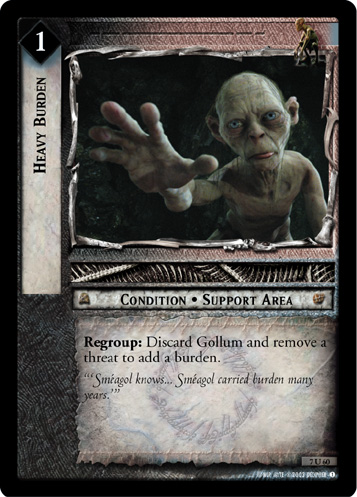 1
HEAVY BURDEN
CONDITION • SUPPORT AREA
Regroup: Discard Gollum and remove a
threat to add a burden.
"'Sméagol knows... Sméagol carried burden many
years.'"
7 U 60